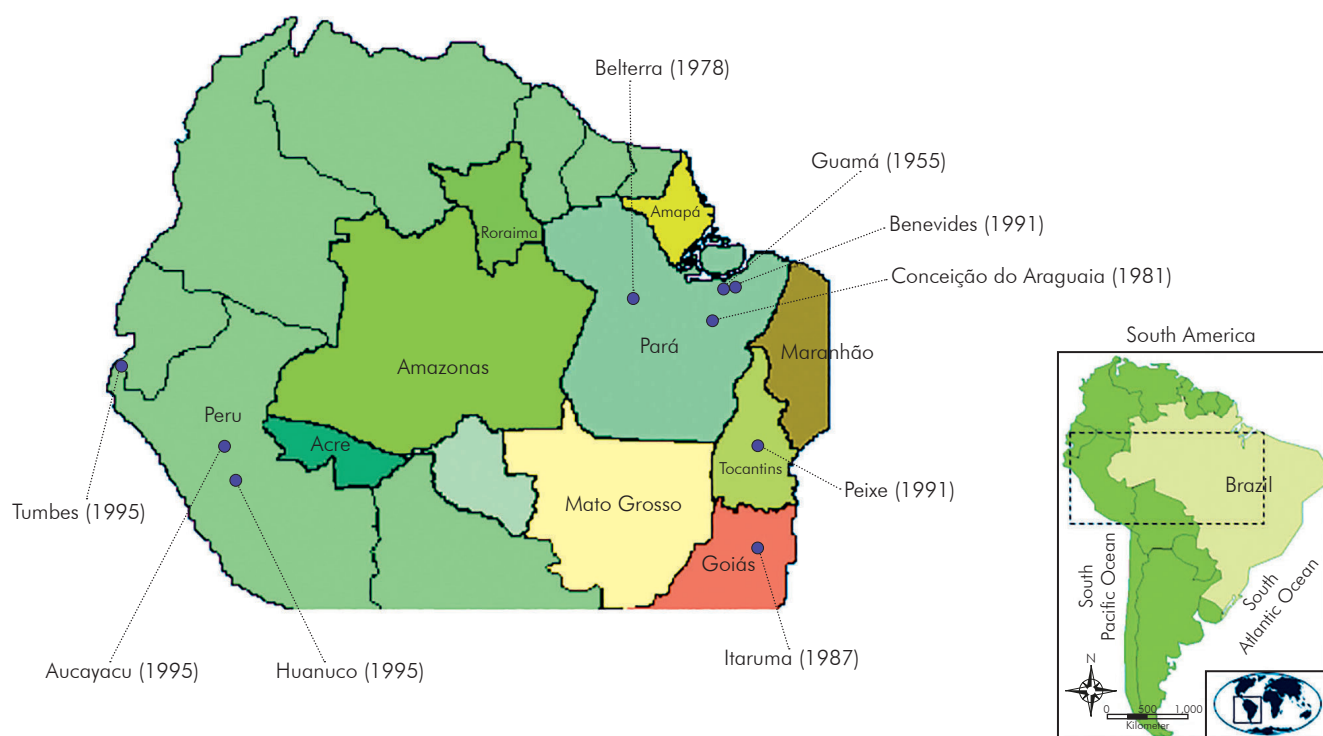 Belterra (1978)
Guamá (1955)
Benevides (1991)
Conceição do Araguaia (1981)
Amapá
Roraima
Pará
Maranhão
Amazonas
Peru
Acre
Tocantins
Mato Grosso
Goiás
Tumbes (1995)
Peixe (1991)
Aucayacu (1995)
Huanuco (1995)
Itaruma (1987)
South America
Brazil
South
Pacific Ocean
South
Atlantic Ocean
N
0 500 1,000
Kilometer